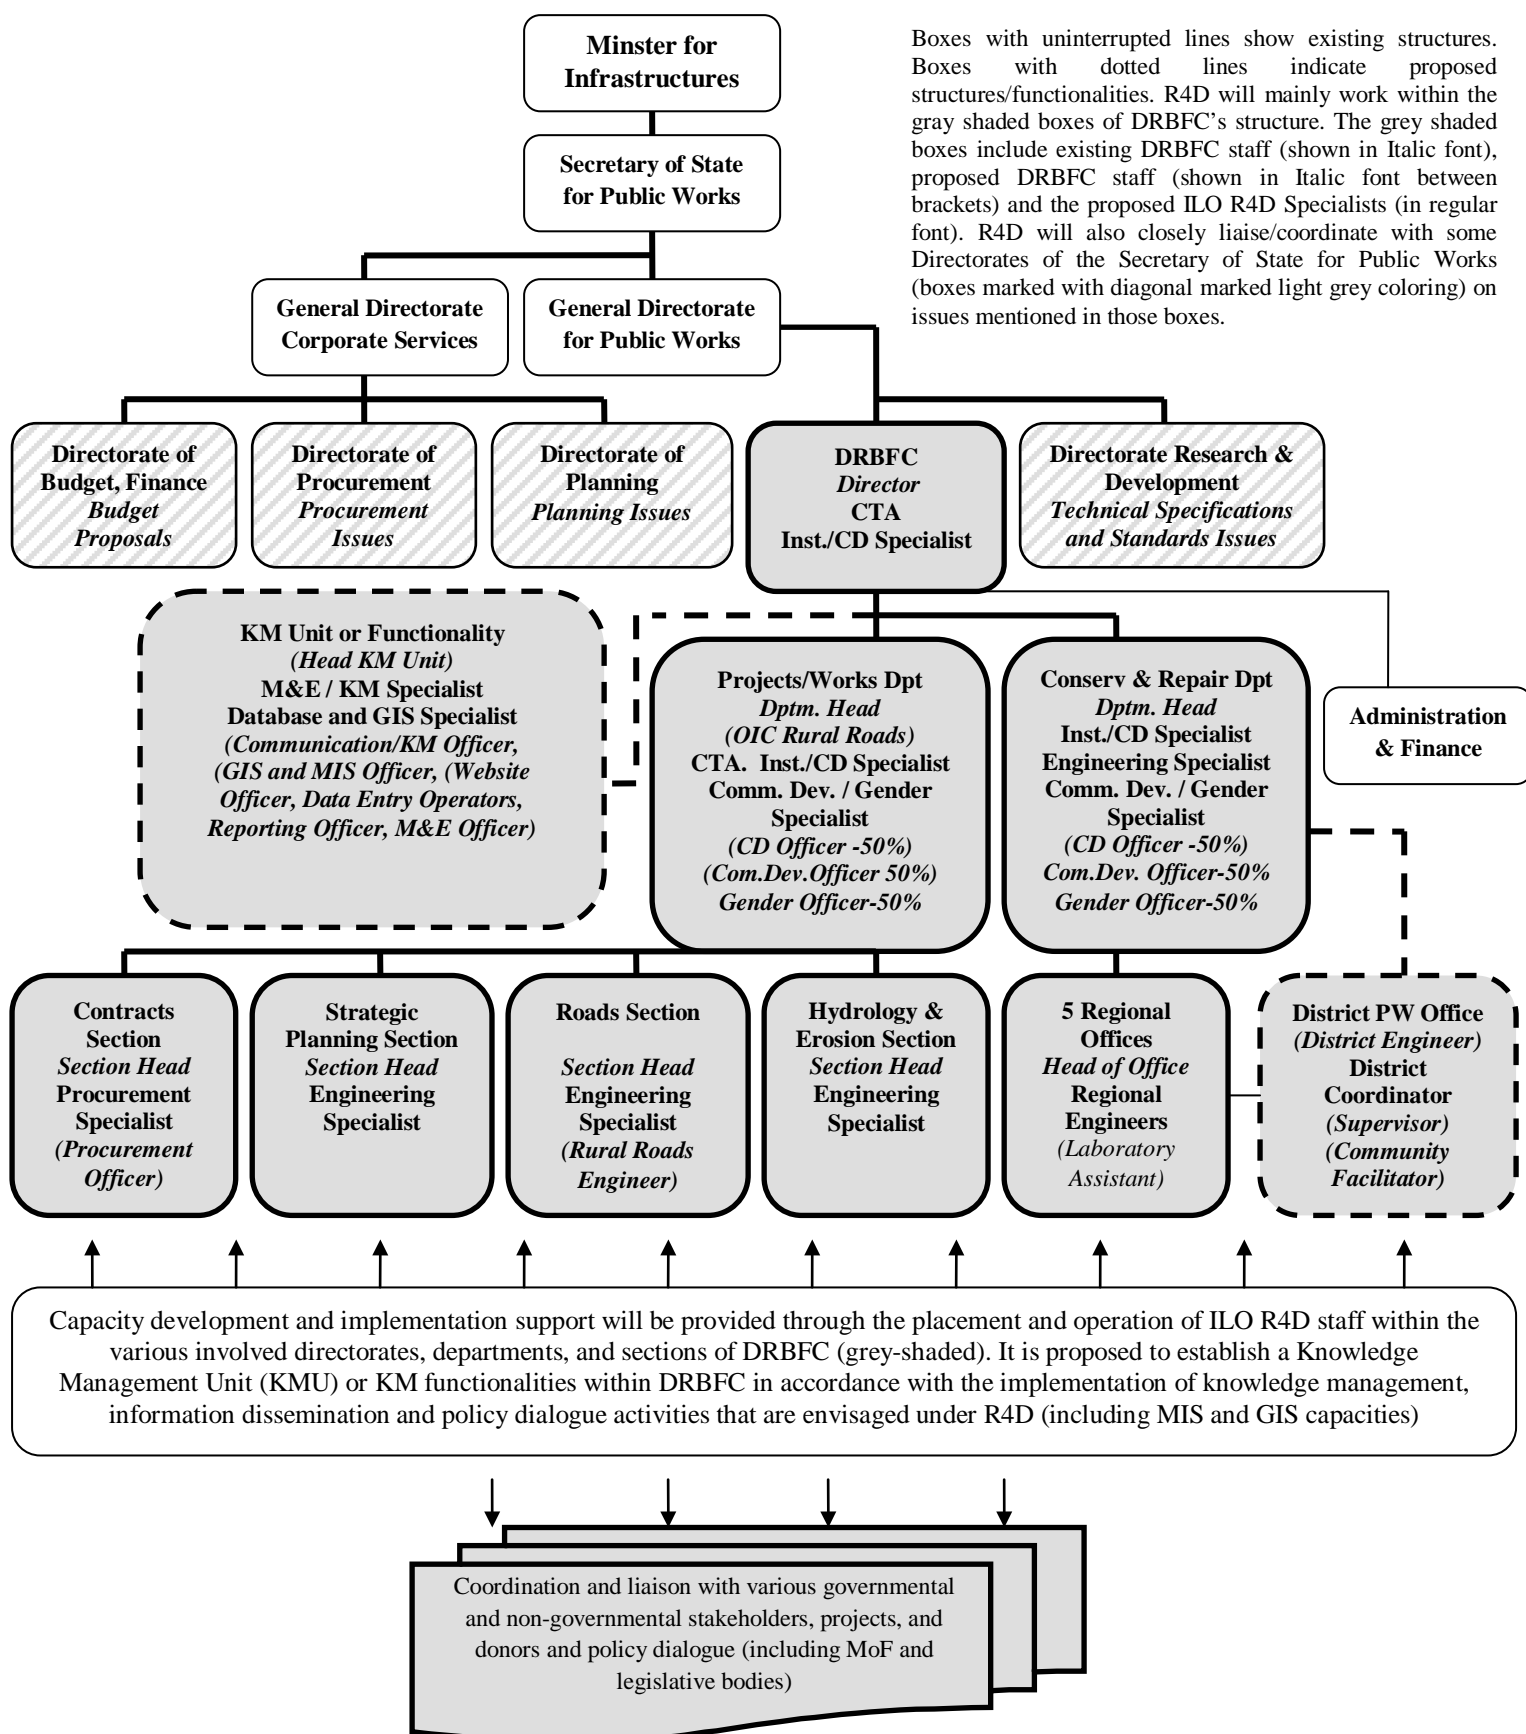 Minster for
Infrastructures
Boxes with uninterrupted lines show existing structures.
Boxes with dotted lines indicate proposed
structures/functionalities. R4D will mainly work within the
gray shaded boxes of DRBFC’s structure. The grey shaded
boxes include existing DRBFC staff (shown in Italic font),
proposed DRBFC staff (shown in Italic font between
brackets) and the proposed ILO R4D Specialists (in regular
font). R4D will also closely liaise/coordinate with some
Directorates of the Secretary of State for Public Works
(boxes marked with diagonal marked light grey coloring) on
issues mentioned in those boxes.
Secretary of State
for Public Works
General Directorate
Corporate Services
General Directorate
for Public Works
Directorate of
Budget, Finance
Budget
Proposals
Directorate of
Procurement
Procurement
Issues
Directorate of
Planning
Planning Issues
DRBFC
Director
CTA
Inst./CD Specialist
Directorate Research &
Development
Technical Specifications
and Standards Issues
KM Unit or Functionality
(Head KM Unit)
M&E / KM Specialist
Database and GIS Specialist
(Communication/KM Officer,
(GIS and MIS Officer, (Website
Officer, Data Entry Operators,
Reporting Officer, M&E Officer)
Projects/Works Dpt
Dptm. Head
(OIC Rural Roads)
CTA. Inst./CD Specialist
Comm. Dev. / Gender
Specialist
(CD Officer -50%)
(Com.Dev.Officer 50%)
Gender Officer-50%
Conserv & Repair Dpt
Dptm. Head
Inst./CD Specialist
Engineering Specialist
Comm. Dev. / Gender
Specialist
(CD Officer -50%)
Com.Dev. Officer-50%
Gender Officer-50%
Administration
& Finance
Contracts
Section
Section Head
Procurement
Specialist
(Procurement
Officer)
Strategic
Planning Section
Section Head
Engineering
Specialist
Roads Section
Section Head
Engineering
Specialist
(Rural Roads
Engineer)
Hydrology &
Erosion Section
Section Head
Engineering
Specialist
5 Regional
Offices
Head of Office
Regional
Engineers
(Laboratory
Assistant)
District PW Office
(District Engineer)
District
Coordinator
(Supervisor)
(Community
Facilitator)
Capacity development and implementation support will be provided through the placement and operation of ILO R4D staff within the
various involved directorates, departments, and sections of DRBFC (grey-shaded). It is proposed to establish a Knowledge
Management Unit (KMU) or KM functionalities within DRBFC in accordance with the implementation of knowledge management,
information dissemination and policy dialogue activities that are envisaged under R4D (including MIS and GIS capacities)
Coordination and liaison with various governmental
and non-governmental stakeholders, projects, and
donors and policy dialogue (including MoF and
legislative bodies)